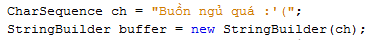 CharSequence ch = "Buồn ngủ quá :'(";
StringBuilder buffer = new StringBuilder(ch);